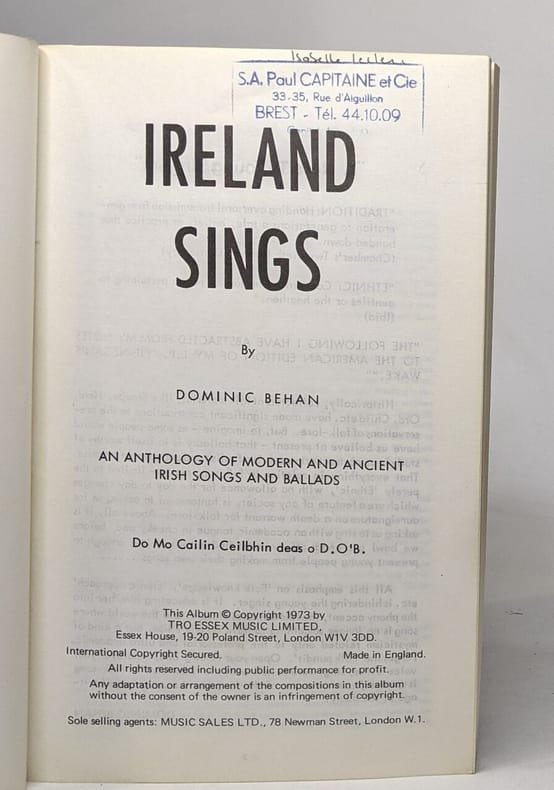 Isabelle
S.A. Paul CAPITAINE et Cie
33-35, Rue d'Aiguillon
BREST - Tél. 44.10.09
IRELAND
SINGS
By
DOMINIC BEHAN
AN ANTHOLOGY OF MODERN AND ANCIENT
IRISH SONGS AND BALLADS
Do Mo Cailin Ceilbhin deas o D.O'B.
This Album © Copyright 1973 by
TRO ESSEX MUSIC LIMITED,
Essex House, 19-20 Poland Street, London W1V 3DD.
International Copyright Secured. Made in England.
All rights reserved including public performance for profit.
Any adaptation or arrangement of the compositions in this album
without the consent of the owner is an infringement of copyright.
Sole selling agents: MUSIC SALES LTD., 78 Newman Street, London W.1.